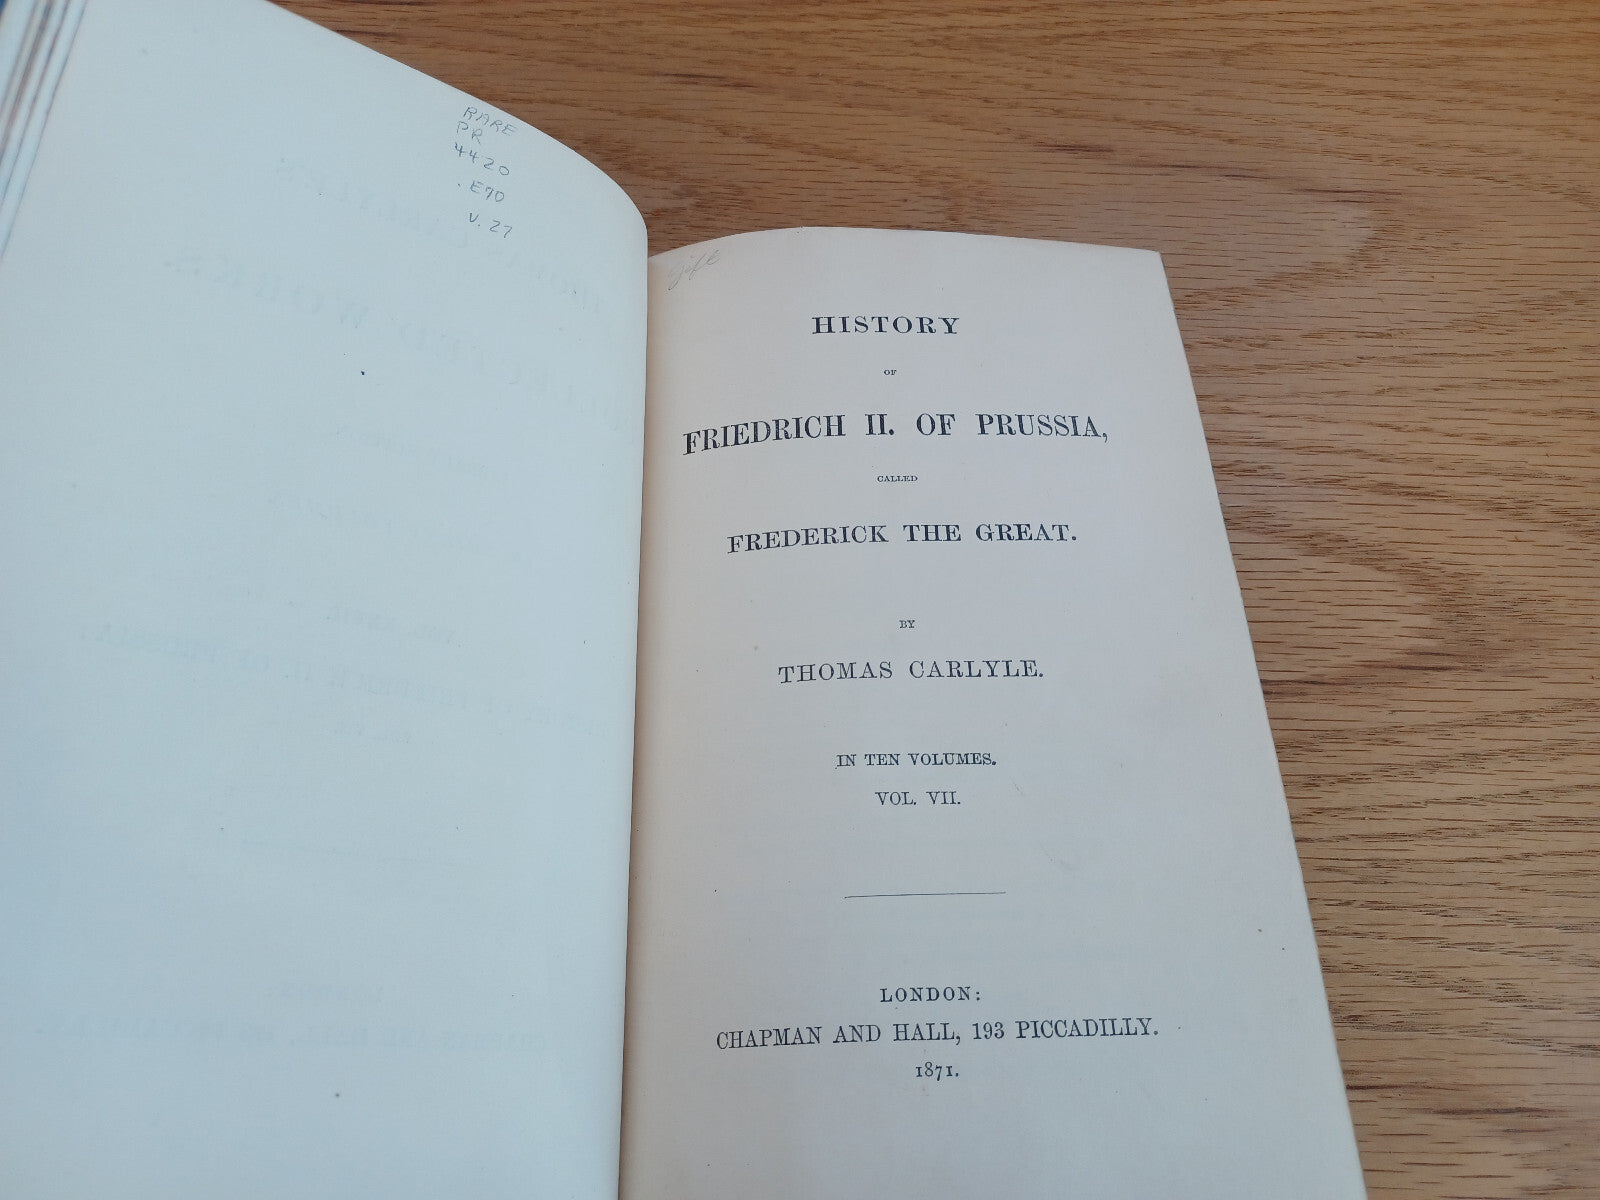 RARE
PR
4420
.E70
v.27
gift
HISTORY
OF
FRIEDRICH II. OF PRUSSIA,
CALLED
FREDERICK THE GREAT.
BY
THOMAS CARLYLE.
IN TEN VOLUMES.
VOL. VII.
LONDON:
CHAPMAN AND HALL, 193 PICCADILLY.
1871.